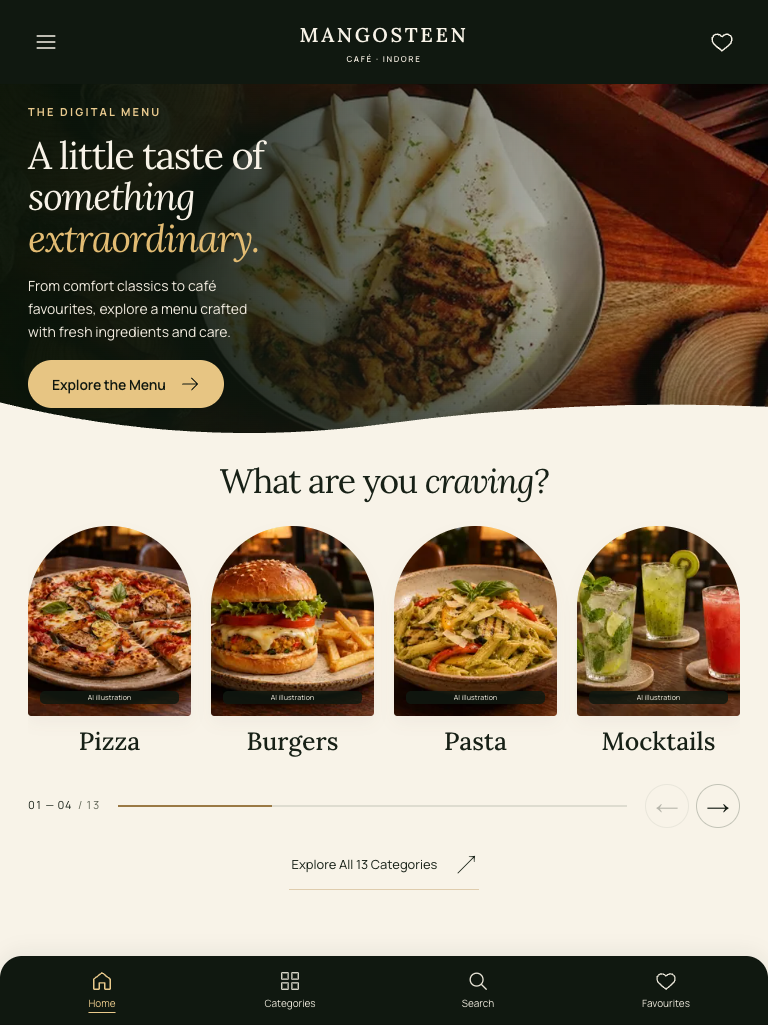 MANGOSTEEN
CAFÉ · INDORE
THE DIGITAL MENU
A little taste of
something
extraordinary.
From comfort classics to café
favourites, explore a menu crafted
with fresh ingredients and care.
Explore the Menu
What are you craving?
AI illustration
AI illustration
AI illustration
AI illustration
Pizza
Burgers
Pasta
Mocktails
01 — 04 / 13
Explore All 13 Categories
Home
Categories
Search
Favourites